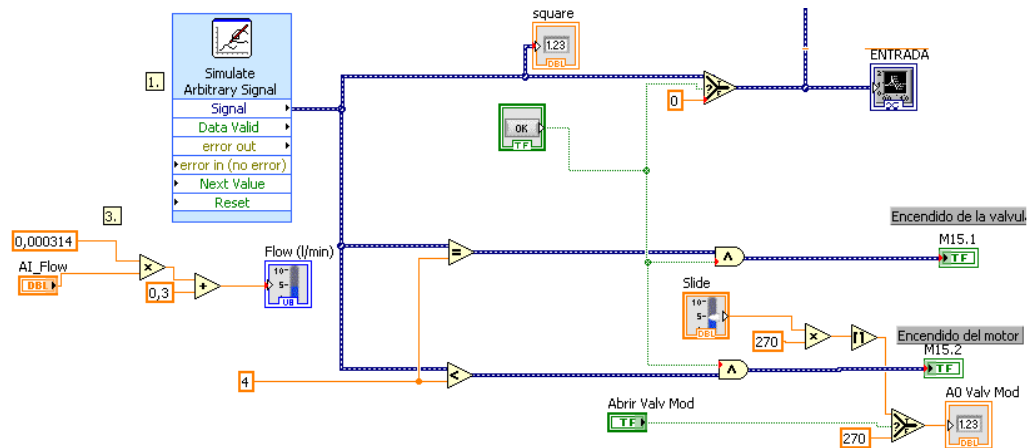 square
1.23
DBL
1.
Simulate
Arbitrary Signal
Signal
Data Valid
error out
error in (no error)
Next Value
Reset
ENTRADA
0
?
T
F
OK
TF
3.
0,000314
AI_Flow
DBL
×
0,3
+
Flow (l/min)
10-
5-
U8
=
Λ
Encendido de la valvula
M15.1
TF
Slide
10-
5-
DBL
270
×
Encendido del motor
M15.2
TF
4
<
Λ
Abrir Valv Mod
TF
270
?
T
F
A0 Valv Mod
1.23
DBL